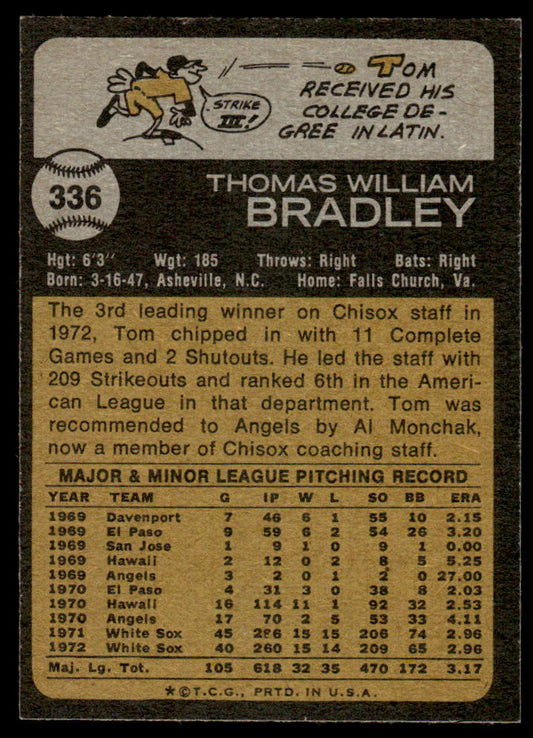 TOM
RECEIVED HIS
COLLEGE DE-
GREE IN LATIN.
STRIKE
III!
336
THOMAS WILLIAM
BRADLEY
Hgt: 6'3" Wgt: 185 Throws: Right Bats: Right
Born: 3-16-47, Asheville, N.C. Home: Falls Church, Va.
The 3rd leading winner on Chisox staff in
1972, Tom chipped in with 11 Complete
Games and 2 Shutouts. He led the staff with
209 Strikeouts and ranked 6th in the Ameri-
can League in that department. Tom was
recommended to Angels by Al Monchak,
now a member of Chisox coaching staff.
MAJOR & MINOR LEAGUE PITCHING RECORD
YEAR TEAM G IP W L SO BB ERA
1969 Davenport 7 46 6 1 55 10 2.15
1969 El Paso 9 59 6 2 54 26 3.20
1969 San Jose 1 9 1 0 9 1 0.00
1969 Hawaii 2 12 0 2 8 5 5.25
1969 Angels 3 2 0 1 2 0 27.00
1970 El Paso 4 31 3 0 38 8 2.03
1970 Hawaii 16 114 11 1 92 32 2.53
1970 Angels 17 70 2 5 53 33 4.11
1971 White Sox 45 286 15 15 206 74 2.96
1972 White Sox 40 260 15 14 209 65 2.96
Maj. Lg. Tot. 105 618 32 35 470 172 3.17
*©T.C.G., PRTD. IN U.S.A.